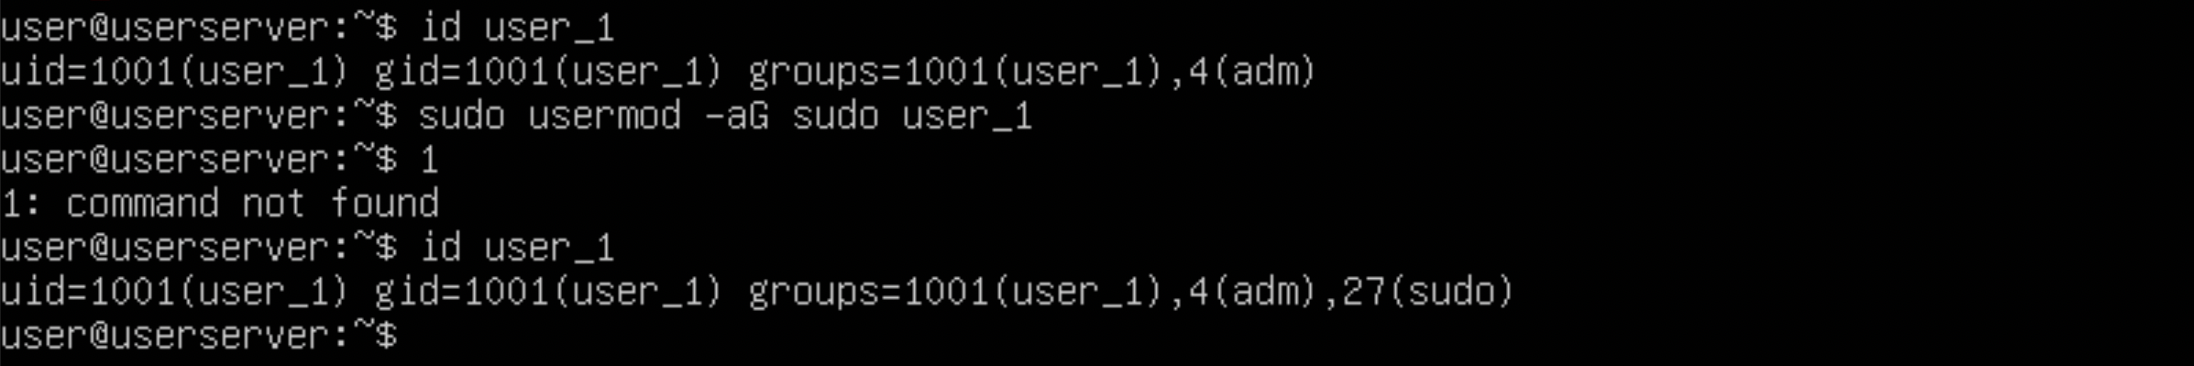 user@userserver:~$ id user_1
uid=1001(user_1) gid=1001(user_1) groups=1001(user_1),4(adm)
user@userserver:~$ sudo usermod -aG sudo user_1
user@userserver:~$ 1
1: command not found
user@userserver:~$ id user_1
uid=1001(user_1) gid=1001(user_1) groups=1001(user_1),4(adm),27(sudo)
user@userserver:~$